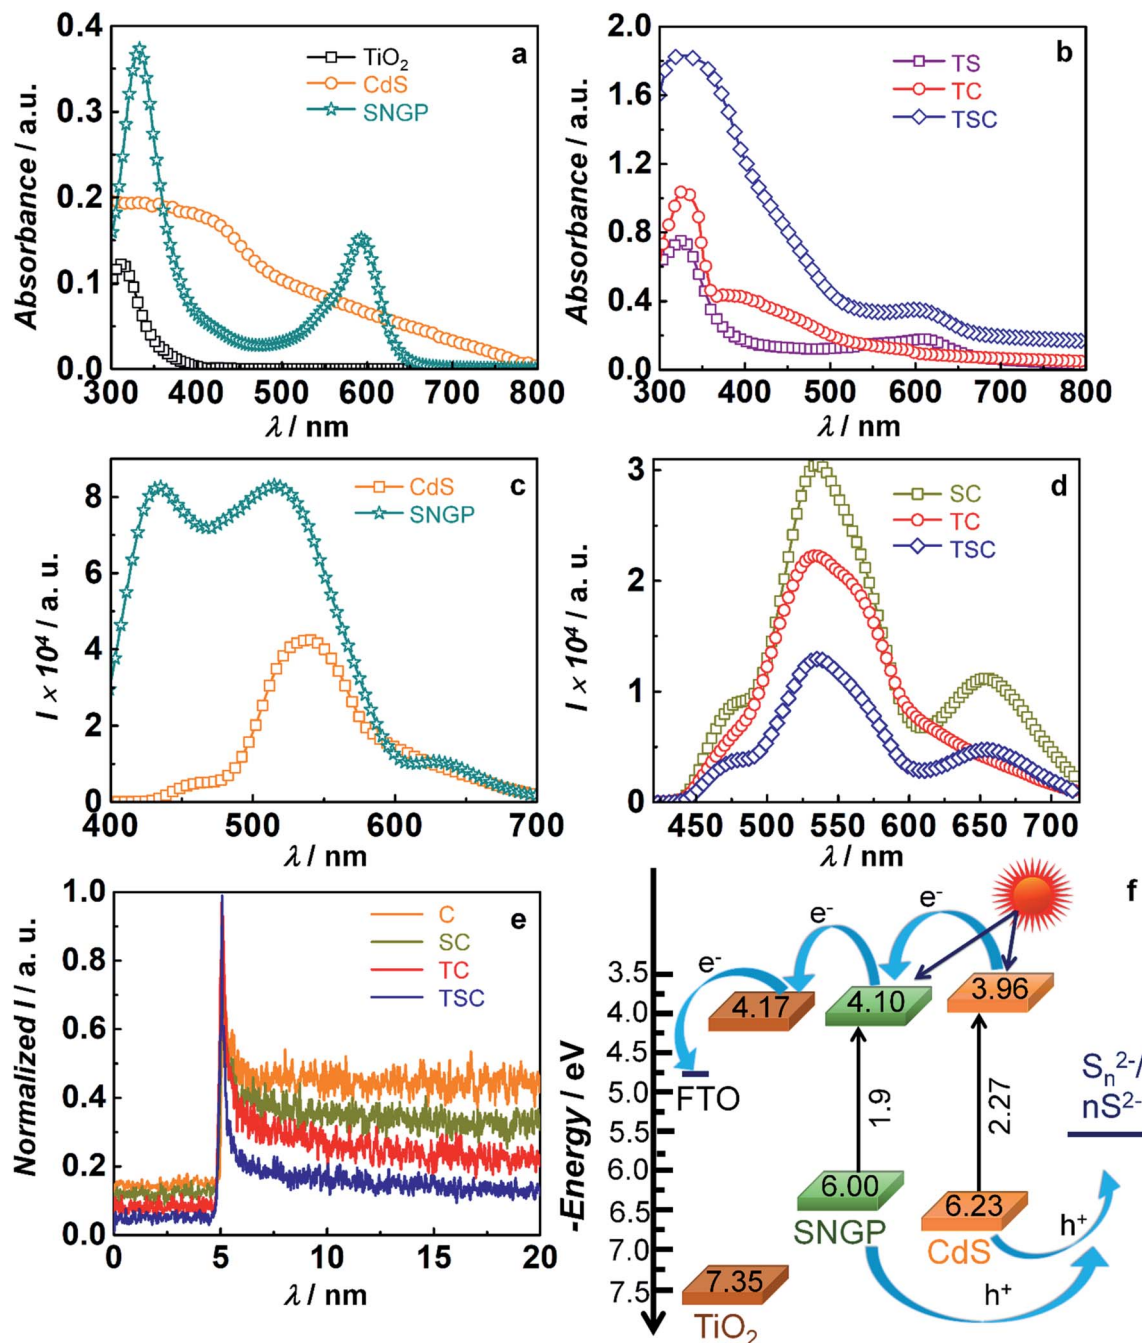 a
TiO2
CdS
SNGP
Absorbance / a.u.
0.4
0.3
0.2
0.1
0.0
300 400 500 600 700 800
λ / nm
b
TS
TC
TSC
Absorbance / a.u.
2.0
1.6
1.2
0.8
0.4
0.0
300 400 500 600 700 800
λ / nm
c
CdS
SNGP
I × 10⁴ / a. u.
8
6
4
2
0
400 500 600 700
λ / nm
d
SC
TC
TSC
I × 10⁴ / a. u.
3
2
1
0
450 500 550 600 650 700
λ / nm
e
C
SC
TC
TSC
Normalized I / a. u.
1.0
0.8
0.6
0.4
0.2
0.0
0 5 10 15 20
λ / nm
f
-Energy / eV
3.5
4.0
4.5
5.0
5.5
6.0
6.5
7.0
7.5
e-
e-
e-
4.17
4.10
3.96
FTO
1.9
2.27
Sn²⁻/
nS²⁻
6.00
6.23
SNGP
CdS
h⁺
h⁺
7.35
TiO2